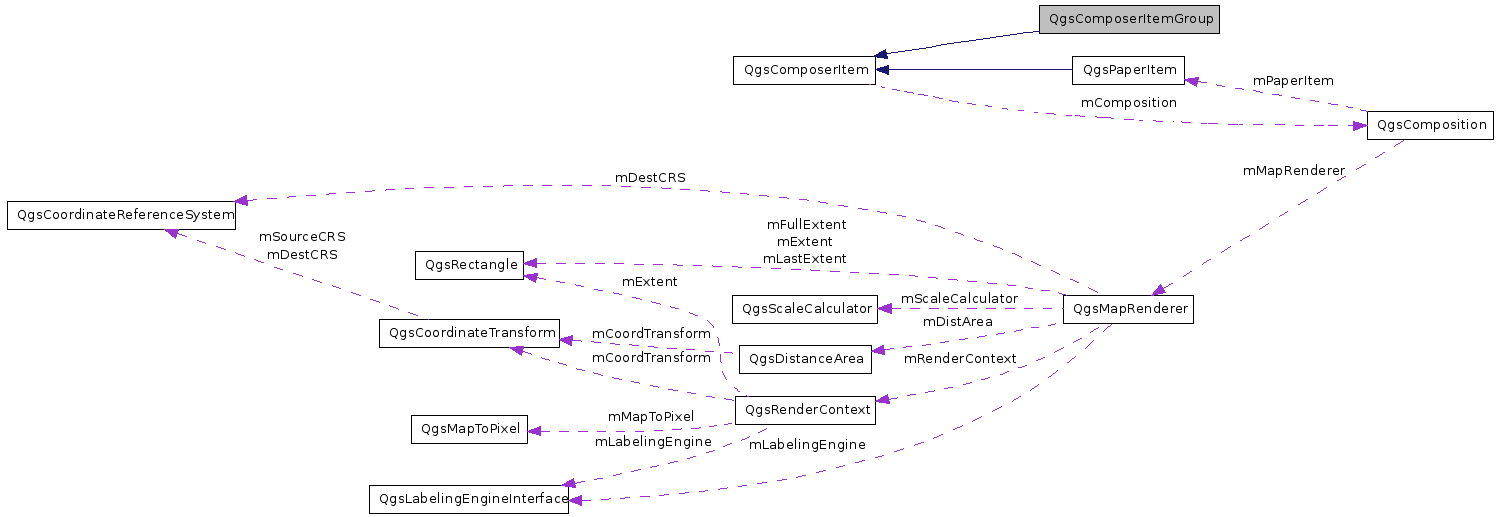 QgsComposerItemGroup
QgsComposerItem
QgsPaperItem
mPaperItem
mComposition
QgsComposition
mMapRenderer
mDestCRS
QgsCoordinateReferenceSystem
mFullExtent
mExtent
mLastExtent
mSourceCRS
mDestCRS
QgsRectangle
mExtent
mScaleCalculator
QgsScaleCalculator
QgsMapRenderer
mDistArea
QgsCoordinateTransform
mCoordTransform
mCoordTransform
QgsDistanceArea
mRenderContext
QgsRenderContext
mMapToPixel
QgsMapToPixel
mLabelingEngine
mLabelingEngine
QgsLabelingEngineInterface